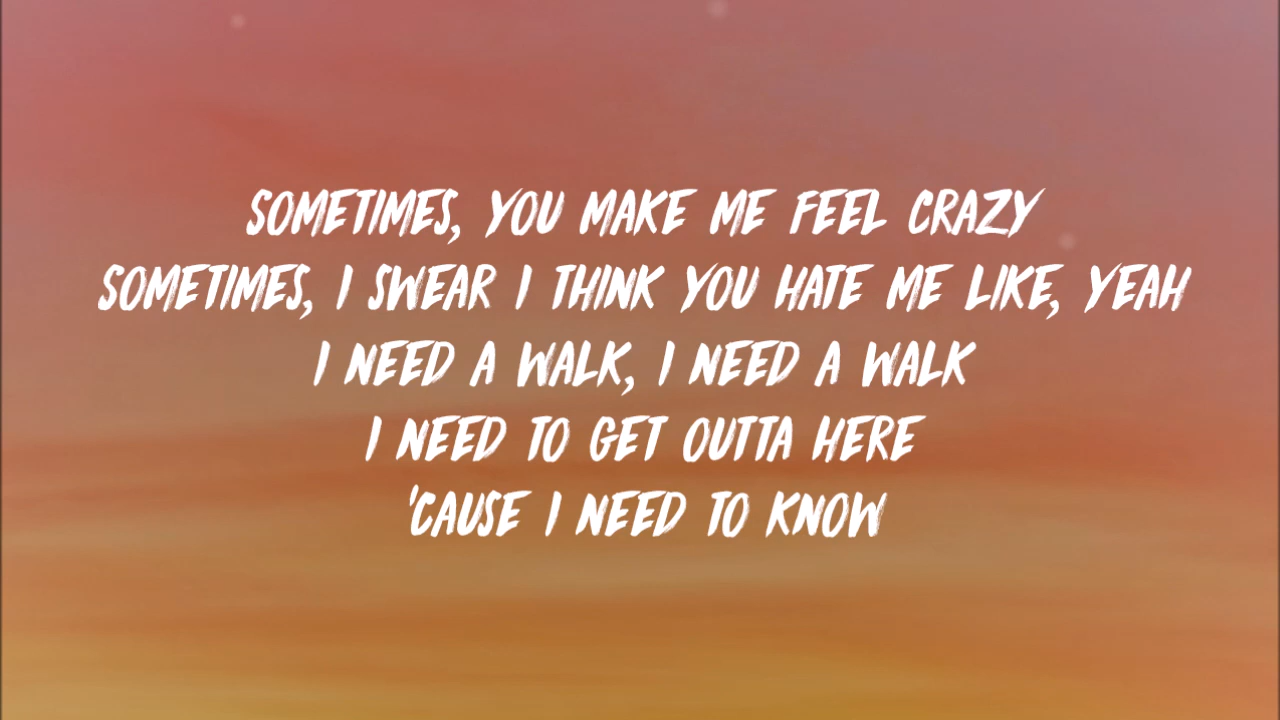 SOMETIMES, YOU MAKE ME FEEL CRAZY
SOMETIMES, I SWEAR I THINK YOU HATE ME LIKE, YEAH
I NEED A WALK, I NEED A WALK
I NEED TO GET OUTTA HERE
'CAUSE I NEED TO KNOW